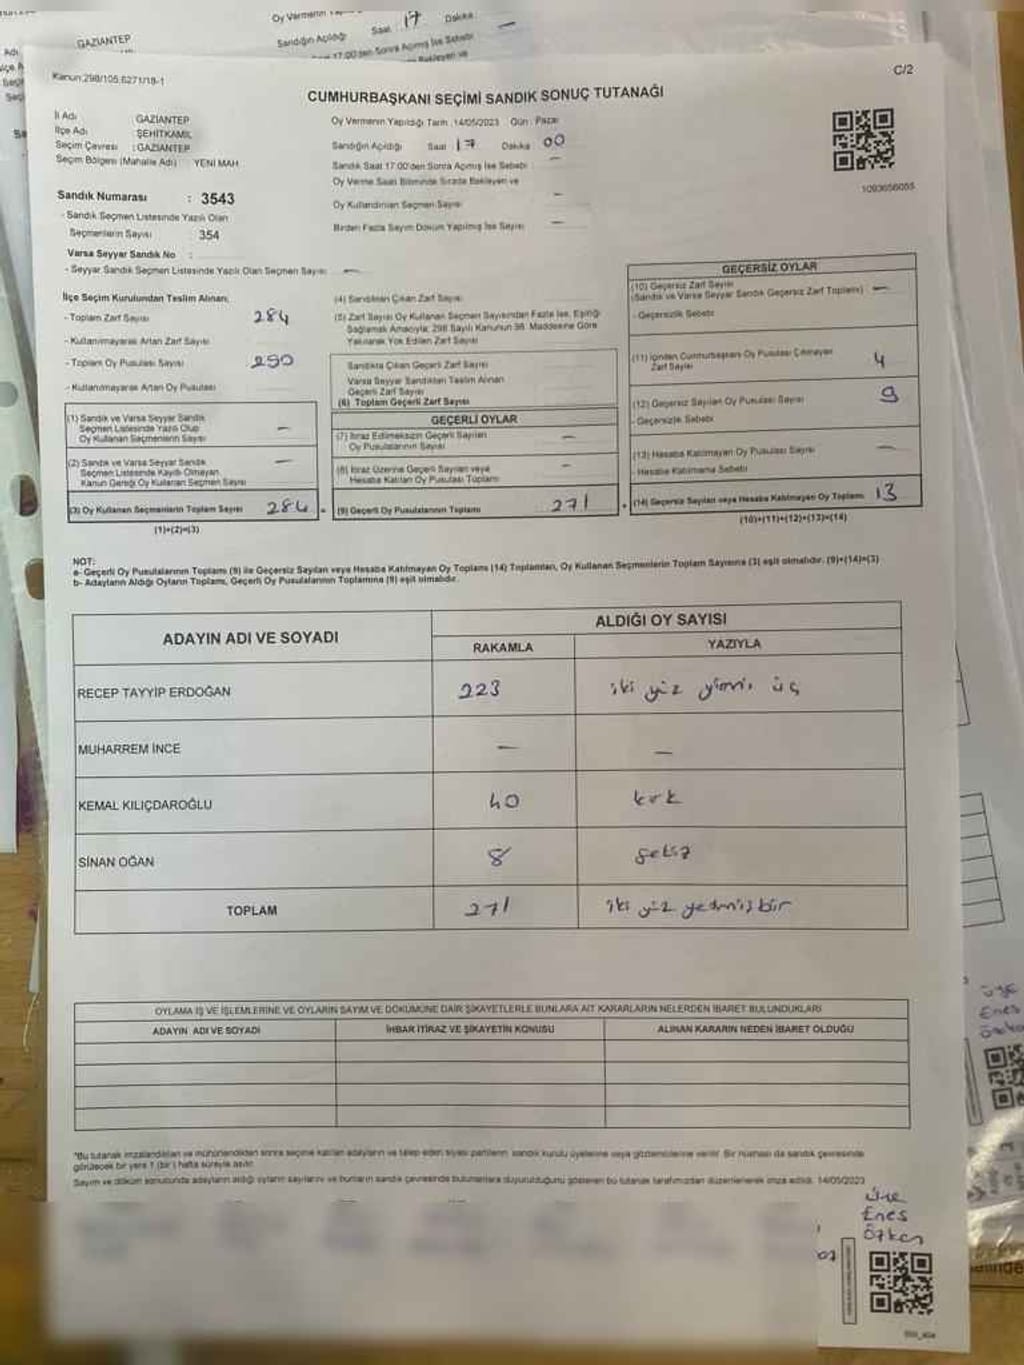 GAZİANTEP
Oy Vermenin
Saat 17 Dakika
Sandığın Açıldığı
Kanun:298/105,6271/18-1
C/2
CUMHURBAŞKANI SEÇİMİ SANDIK SONUÇ TUTANAĞI
İl Adı : GAZİANTEP
İlçe Adı : ŞEHİTKAMİL
Seçim Çevresi : GAZİANTEP
Seçim Bölgesi (Mahalle Adı) : YENİ MAH.
Oy Vermenin Yapıldığı Tarih : 14/05/2023 Gün : Pazar
Sandığın Açıldığı Saat 17 Dakika 00
Sandık Saat 17:00'den Sonra Açılmış İse Sebebi : —
Oy Verme Saati Bitiminde Sırada Bekleyen ve
Oy Kullandırılan Seçmen Sayısı —
Birden Fazla Sayım Döküm Yapılmış İse Sayısı —
1093656055
Sandık Numarası : 3543
- Sandık Seçmen Listesinde Yazılı Olan
Seçmenlerin Sayısı 354
Varsa Seyyar Sandık No :
- Seyyar Sandık Seçmen Listesinde Yazılı Olan Seçmen Sayısı —
İlçe Seçim Kurulundan Teslim Alınan;
- Toplam Zarf Sayısı 284
- Kullanılmayarak Artan Zarf Sayısı
- Toplam Oy Pusulası Sayısı 290
- Kullanılmayarak Artan Oy Pusulası
(1) Sandık ve Varsa Seyyar Sandık
Seçmen Listesinde Yazılı Olup
Oy Kullanan Seçmenlerin Sayısı —
(2) Sandık ve Varsa Seyyar Sandık
Seçmen Listesinde Kayıtlı Olmayan
Kanun Gereği Oy Kullanan Seçmen Sayısı —
(3) Oy Kullanan Seçmenlerin Toplam Sayısı 284 =
(1)+(2)=(3)
(4) Sandıktan Çıkan Zarf Sayısı
(5) Zarf Sayısı Oy Kullanan Seçmen Sayısından Fazla İse, Eşitliği
Sağlamak Amacıyla; 298 Sayılı Kanunun 98. Maddesine Göre
Yakılarak Yok Edilen Zarf Sayısı
Sandıkta Çıkan Geçerli Zarf Sayısı
Varsa Seyyar Sandıktan Teslim Alınan
Geçerli Zarf Sayısı
(6) Toplam Geçerli Zarf Sayısı
GEÇERLİ OYLAR
(7) İtiraz Edilmeksizin Geçerli Sayılan
Oy Pusulalarının Sayısı —
(8) İtiraz Üzerine Geçerli Sayılan veya
Hesaba Katılan Oy Pusulası Toplamı —
(9) Geçerli Oy Pusulalarının Toplamı 271 +
GEÇERSİZ OYLAR
(10) Geçersiz Zarf Sayısı
(Sandık ve Varsa Seyyar Sandık Geçersiz Zarf Toplamı) —
- Geçersizlik Sebebi
(11) İçinden Cumhurbaşkanı Oy Pusulası Çıkmayan
Zarf Sayısı 4
(12) Geçersiz Sayılan Oy Pusulası Sayısı 9
- Geçersizlik Sebebi
(13) Hesaba Katılmayan Oy Pusulası Sayısı —
- Hesaba Katılmama Sebebi
(14) Geçersiz Sayılan veya Hesaba Katılmayan Oy Toplamı 13
(10)+(11)+(12)+(13)=(14)
NOT:
a- Geçerli Oy Pusulalarının Toplamı (9) ile Geçersiz Sayılan veya Hesaba Katılmayan Oy Toplamı (14) Toplamları, Oy Kullanan Seçmenlerin Toplam Sayısına (3) eşit olmalıdır. (9)+(14)=(3)
b- Adayların Aldığı Oyların Toplamı, Geçerli Oy Pusulalarının Toplamına (9) eşit olmalıdır.
ADAYIN ADI VE SOYADI
ALDIĞI OY SAYISI
RAKAMLA
YAZIYLA
RECEP TAYYİP ERDOĞAN 223 iki yüz yirmi üç
MUHARREM İNCE — —
KEMAL KILIÇDAROĞLU 40 kırk
SİNAN OĞAN 8 sekiz
TOPLAM 271 iki yüz yetmiş bir
OYLAMA İŞ VE İŞLEMLERİNE VE OYLARIN SAYIM VE DÖKÜMÜNE DAİR ŞİKAYETLERLE BUNLARA AİT KARARLARIN NELERDEN İBARET BULUNDUKLARI
ADAYIN ADI VE SOYADI
İHBAR İTİRAZ VE ŞİKAYETİN KONUSU
ALINAN KARARIN NEDEN İBARET OLDUĞU
*Bu tutanak imzalandıktan ve mühürlendikten sonra seçime katılan adayların ve talep eden siyasi partilerin, sandık kurulu üyelerine veya gözlemcilerine verilir. Bir nüshası da sandık çevresinde
görülecek bir yere 1 (bir) hafta süreyle asılır.
Sayım ve döküm sonucunda adayların aldığı oyların sayılarını ve bunların sandık çevresinde bulunanlara duyurulduğunu gösteren bu tutanak tarafımızdan düzenlenerek imza edildi. 14/05/2023
Üye
Enes
Özkan
üye
Enes